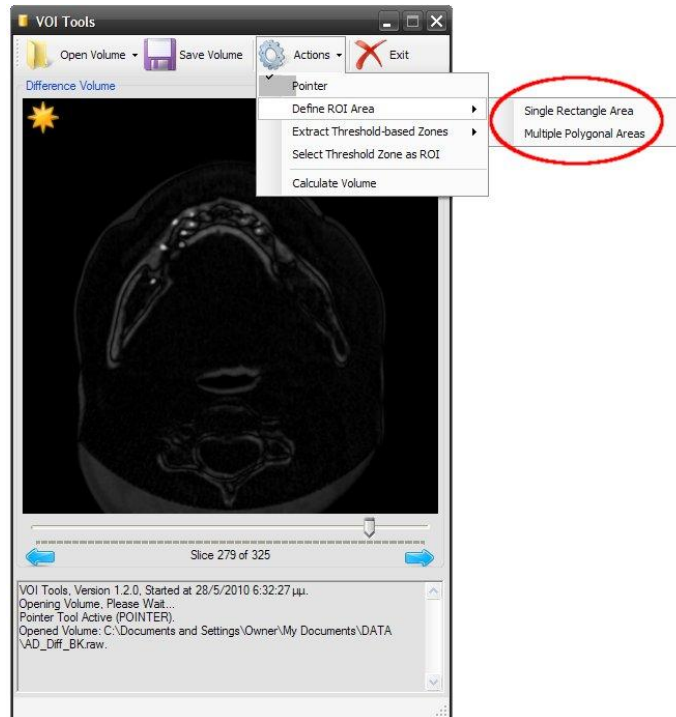 VOI Tools
Open Volume
Save Volume
Actions
Exit
Difference Volume
Pointer
Define ROI Area
Extract Threshold-based Zones
Select Threshold Zone as ROI
Calculate Volume
Single Rectangle Area
Multiple Polygonal Areas
Slice 279 of 325
VOI Tools, Version 1.2.0, Started at 28/5/2010 6:32:27 μμ.
Opening Volume, Please Wait...
Pointer Tool Active (POINTER).
Opened Volume: C:\Documents and Settings\Owner\My Documents\DATA
\AD_Diff_BK.raw.